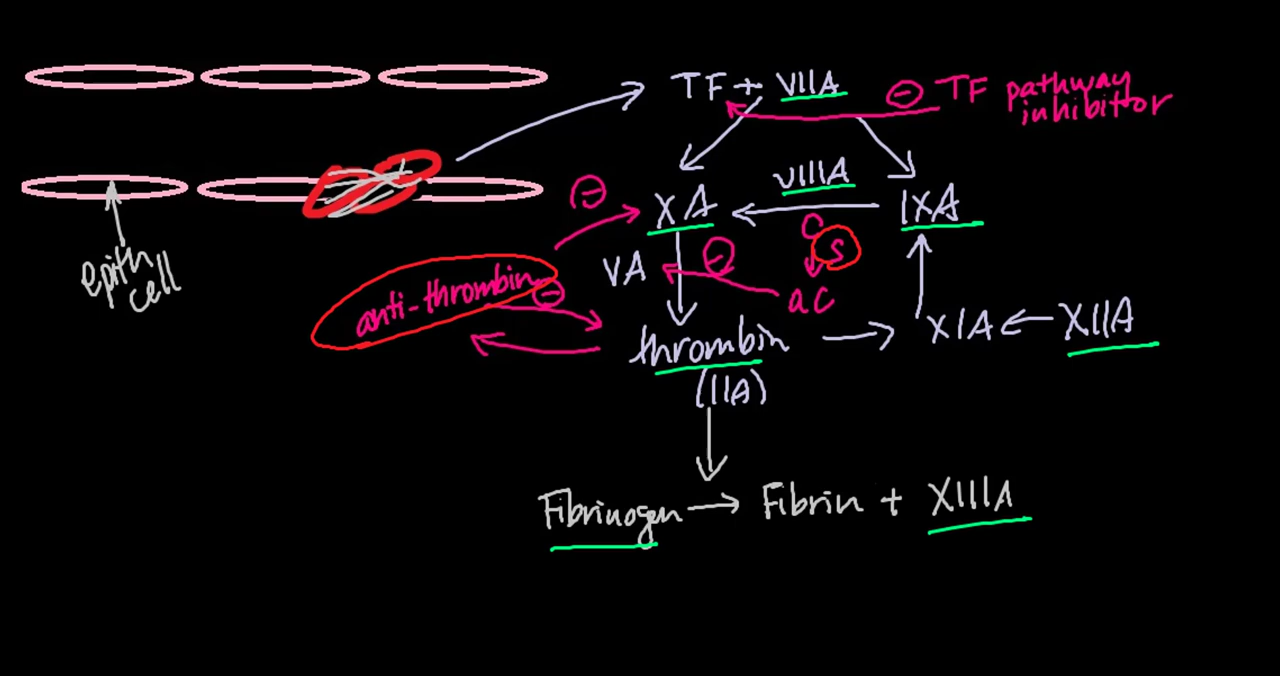 TF + VIIA
⊖ TF pathway
inhibittor
VIIIA
⊖
XA
IXA
C
S
epith
cell
VA
⊖
anti-thrombin
⊖
aC
thrombin
XIA
XIIA
(IIA)
Fibrinogen → Fibrin + XIIIA